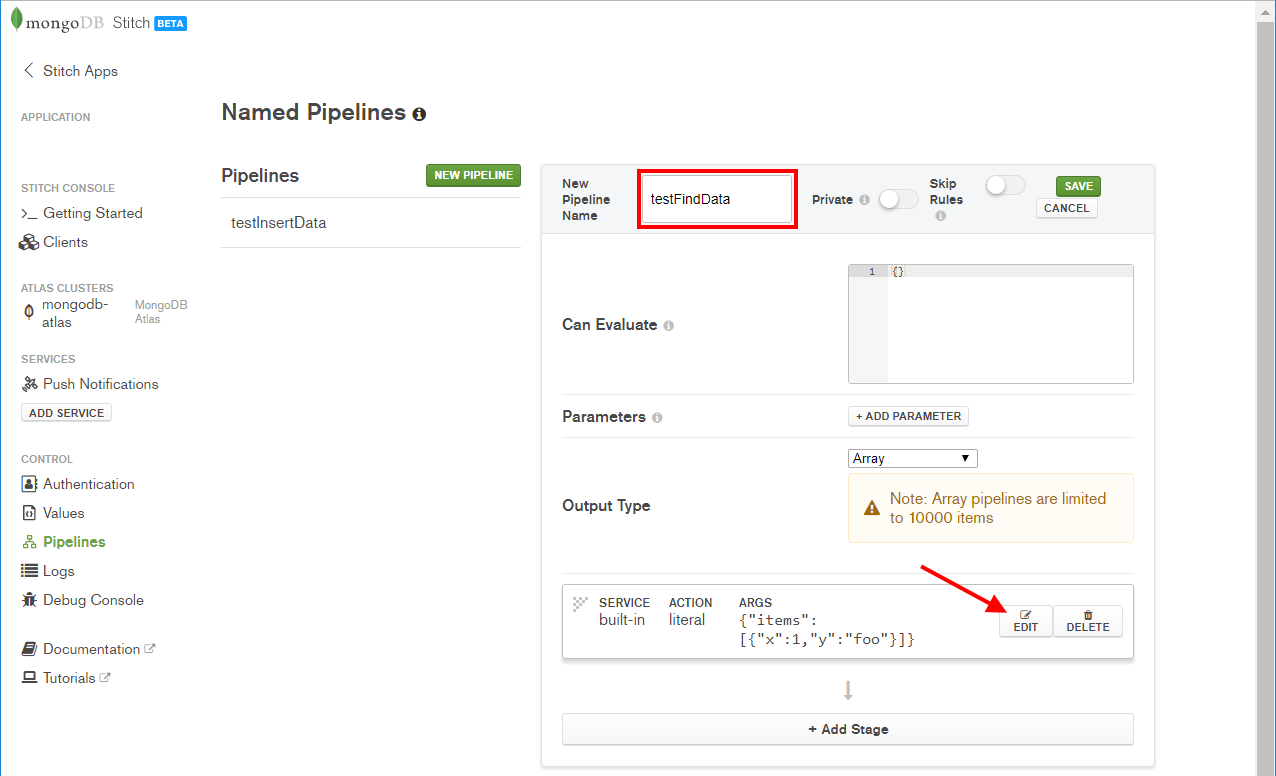 mongoDB Stitch BETA
Stitch Apps
APPLICATION
STITCH CONSOLE
>_ Getting Started
Clients
ATLAS CLUSTERS
mongodb-
atlas
MongoDB
Atlas
SERVICES
Push Notifications
ADD SERVICE
CONTROL
Authentication
Values
Pipelines
Logs
Debug Console
Documentation
Tutorials
Named Pipelines
Pipelines
NEW PIPELINE
testInsertData
New
Pipeline
Name
testFindData
Private
Skip
Rules
SAVE
CANCEL
Can Evaluate
1 {}
Parameters
+ ADD PARAMETER
Output Type
Array
Note: Array pipelines are limited
to 10000 items
SERVICE
built-in
ACTION
literal
ARGS
{"items":
[{"x":1,"y":"foo"}]}
EDIT
DELETE
+ Add Stage